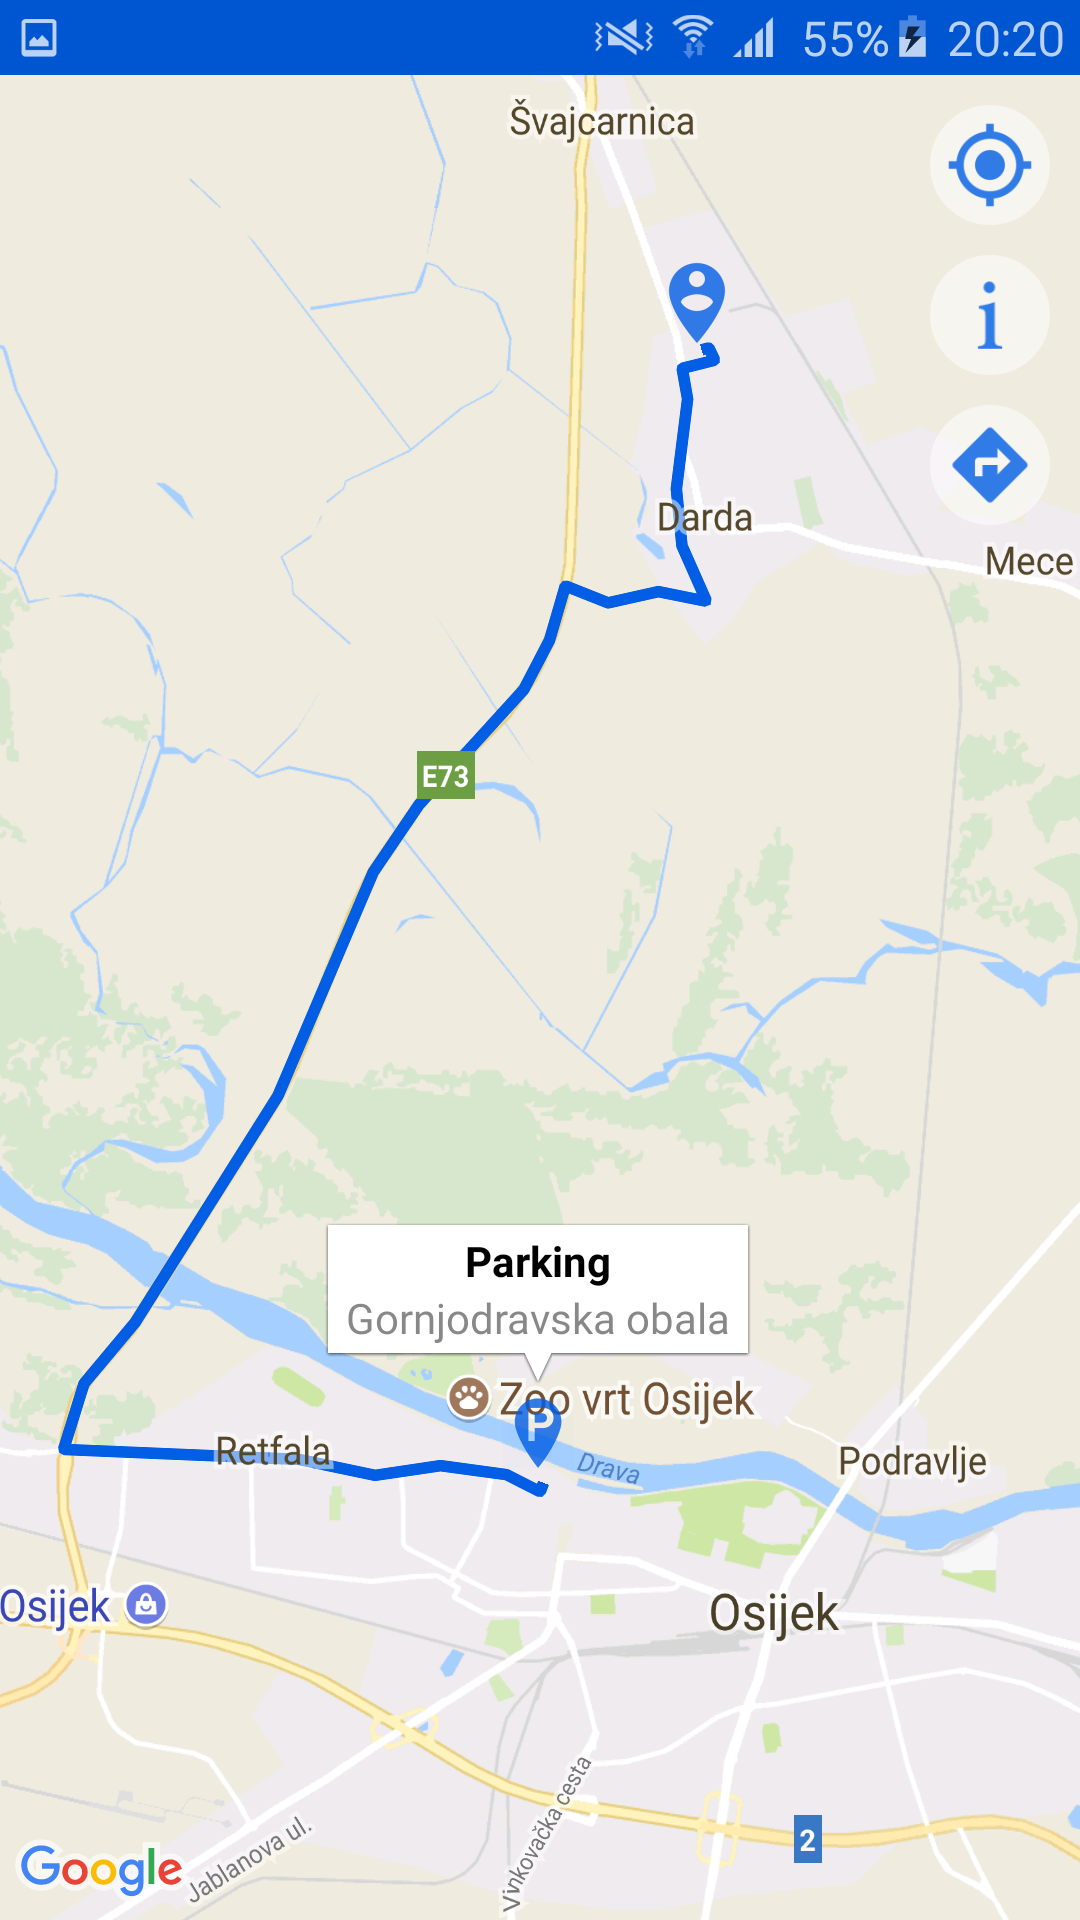 55% 20:20
Švajcarnica
Darda
Mece
E73
Parking
Gornjodravska obala
Zoo vrt Osijek
P
Retfala
Drava
Podravlje
Osijek
Osijek
Vinkovačka cesta
2
Jablanova ul.
Google